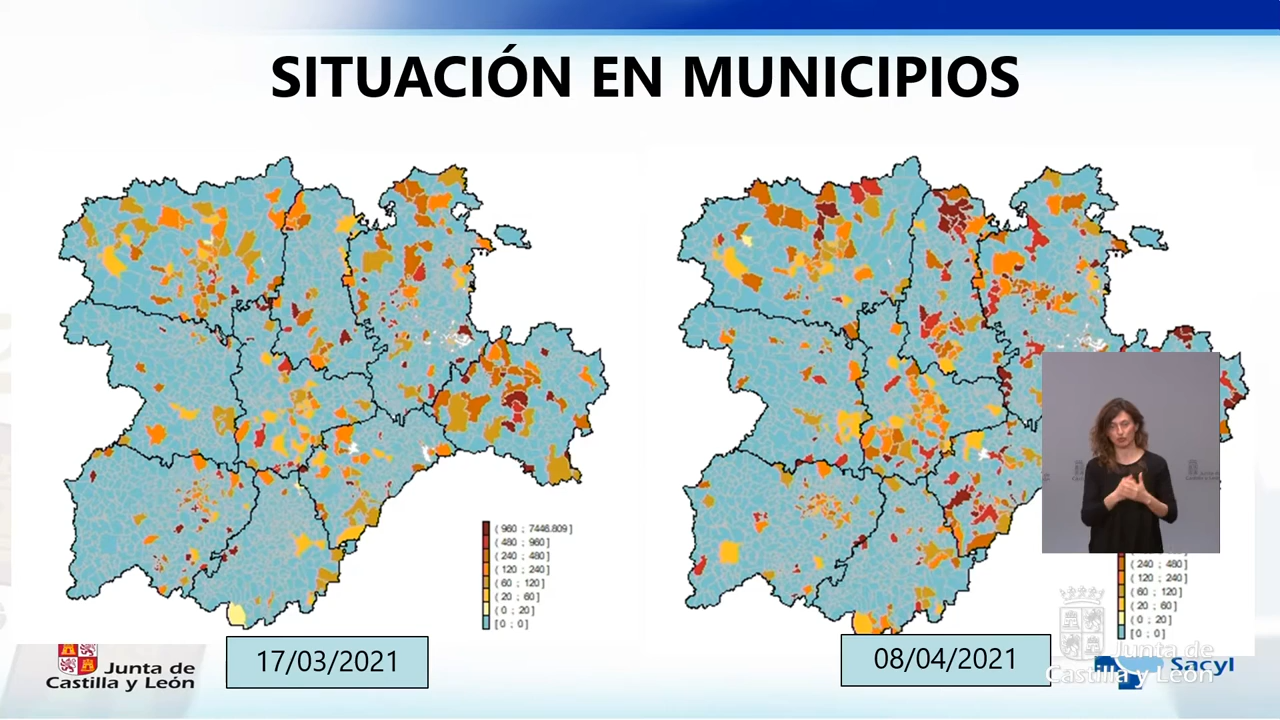 SITUACIÓN EN MUNICIPIOS
( 960 ; 7446.809 ]
( 480 ; 960 ]
( 240 ; 480 ]
( 120 ; 240 ]
( 60 ; 120 ]
( 20 ; 60 ]
( 0 ; 20 ]
[ 0 ; 0 ]
( 240 ; 480 ]
( 120 ; 240 ]
( 60 ; 120 ]
( 20 ; 60 ]
( 0 ; 20 ]
[ 0 ; 0 ]
Junta de
Castilla y León
17/03/2021
08/04/2021
Junta de
Castilla y León
Sacyl